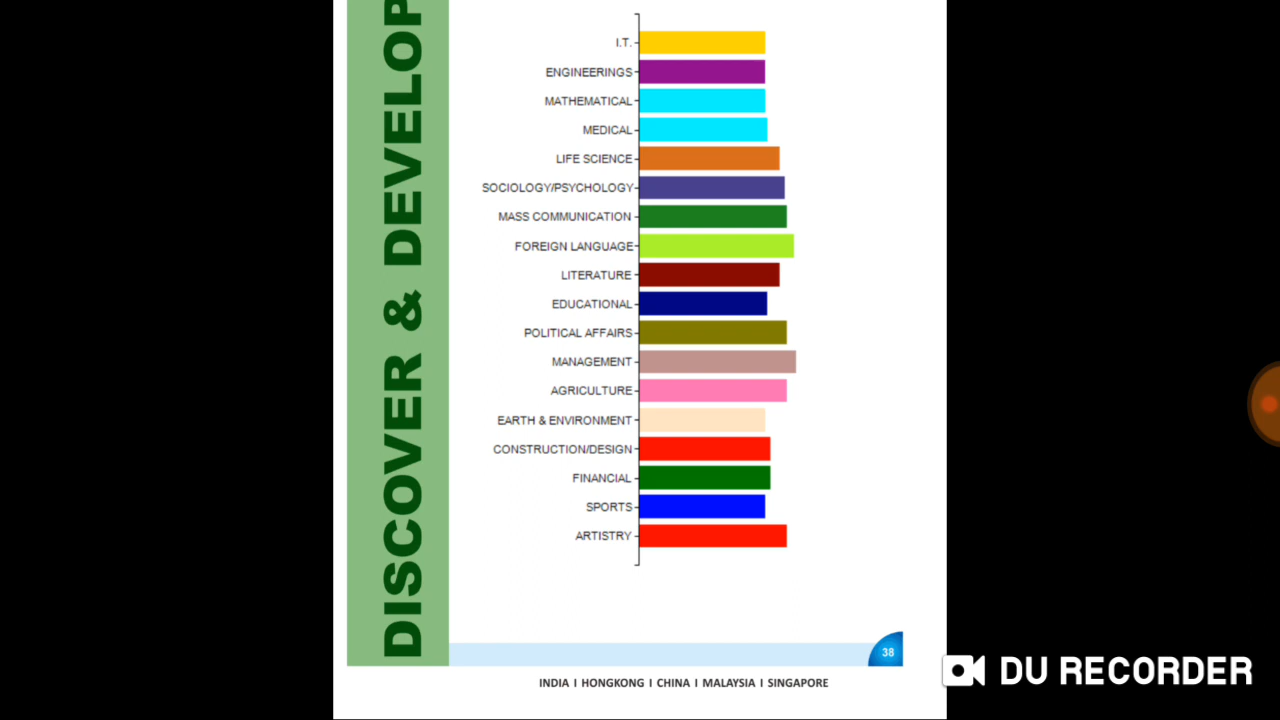 DISCOVER & DEVELOP
I.T.
ENGINEERINGS
MATHEMATICAL
MEDICAL
LIFE SCIENCE
SOCIOLOGY/PSYCHOLOGY
MASS COMMUNICATION
FOREIGN LANGUAGE
LITERATURE
EDUCATIONAL
POLITICAL AFFAIRS
MANAGEMENT
AGRICULTURE
EARTH & ENVIRONMENT
CONSTRUCTION/DESIGN
FINANCIAL
SPORTS
ARTISTRY
38
INDIA I HONGKONG I CHINA I MALAYSIA I SINGAPORE
DU RECORDER